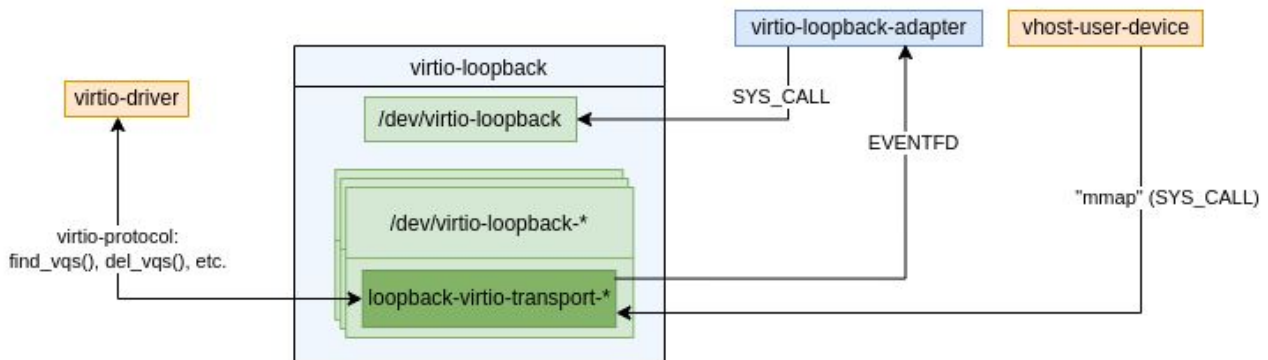 virtio-loopback-adapter
vhost-user-device
virtio-loopback
virtio-driver
SYS_CALL
/dev/virtio-loopback
EVENTFD
"mmap" (SYS_CALL)
/dev/virtio-loopback-*
virtio-protocol:
find_vqs(), del_vqs(), etc.
loopback-virtio-transport-*